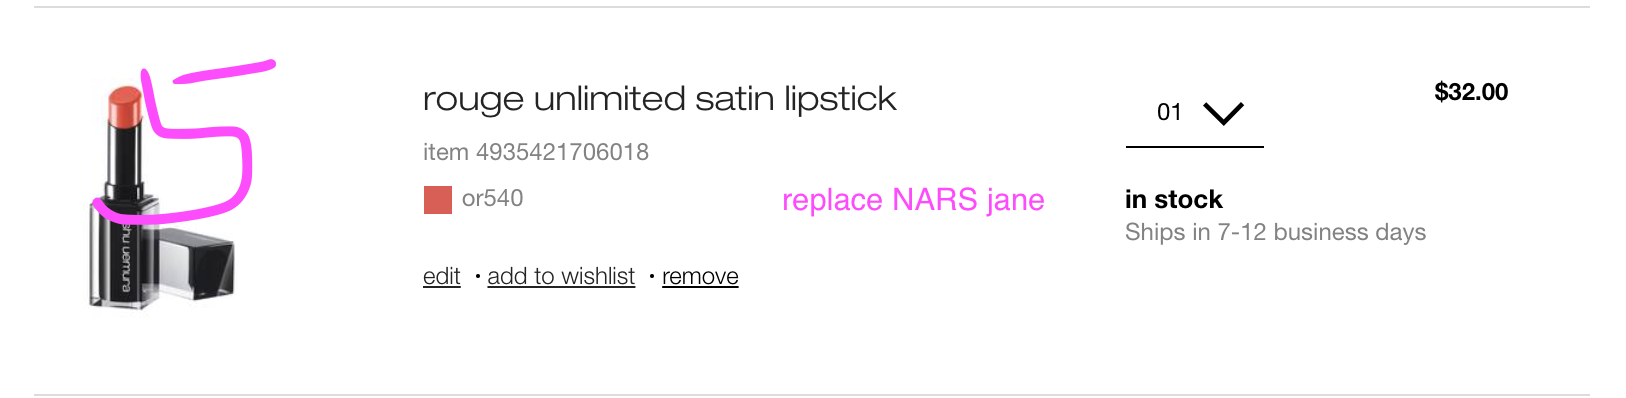 5
shu uemura
rouge unlimited satin lipstick
01
$32.00
item 4935421706018
or540
replace NARS jane
in stock
Ships in 7-12 business days
edit • add to wishlist • remove